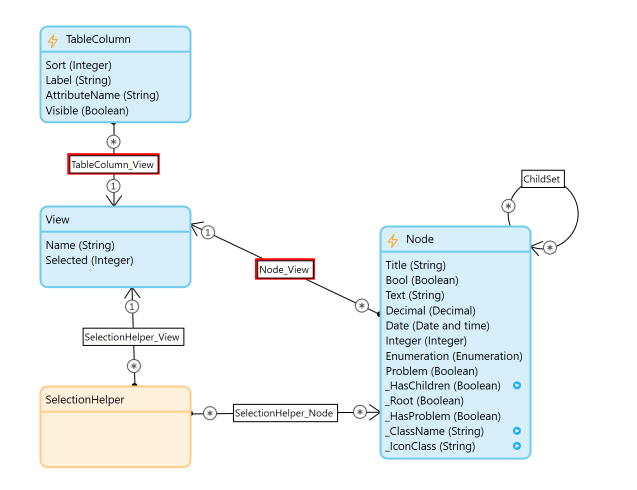 TableColumn
Sort (Integer)
Label (String)
AttributeName (String)
Visible (Boolean)
*
TableColumn_View
1
View
Name (String)
Selected (Integer)
1
Node_View
*
ChildSet
*
*
Node
Title (String)
Bool (Boolean)
Text (String)
Decimal (Decimal)
Date (Date and time)
Integer (Integer)
Enumeration (Enumeration)
Problem (Boolean)
_HasChildren (Boolean)
_Root (Boolean)
_HasProblem (Boolean)
_ClassName (String)
_IconClass (String)
1
SelectionHelper_View
*
SelectionHelper
*
SelectionHelper_Node
*